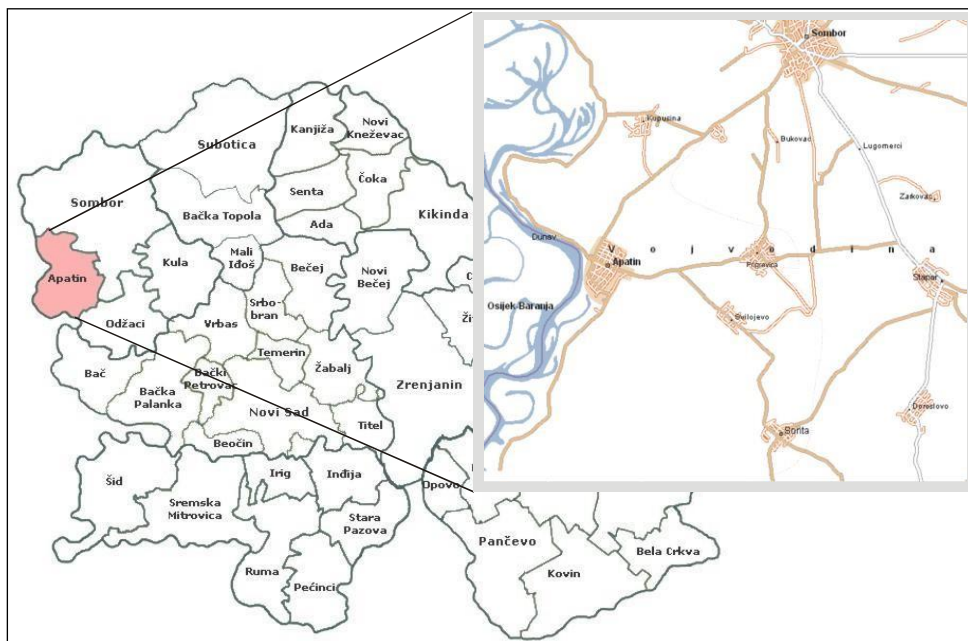 Subotica
Kanjiža
Novi
Kneževac
Čoka
Senta
Sombor
Bačka Topola
Ada
Kikinda
Apatin
Kula
Mali
Iđoš
Bečej
Novi
Bečej
Srbo-
bran
Odžaci
Vrbas
Temerin
Žabalj
Bač
Bački
Petrovac
Bačka
Palanka
Zrenjanin
Novi Sad
Titel
Beočin
Šid
Irig
Inđija
Opovo
Sremska
Mitrovica
Stara
Pazova
Pančevo
Bela Crkva
Ruma
Pećinci
Kovin
Sombor
Kupusina
Bukovac
Lugomerci
Zarkovac
Dunav
Vojvodina
Apatin
Prigrevica
Stapar
Osijek Baranja
Svilojevo
Doroslovo
Sonta